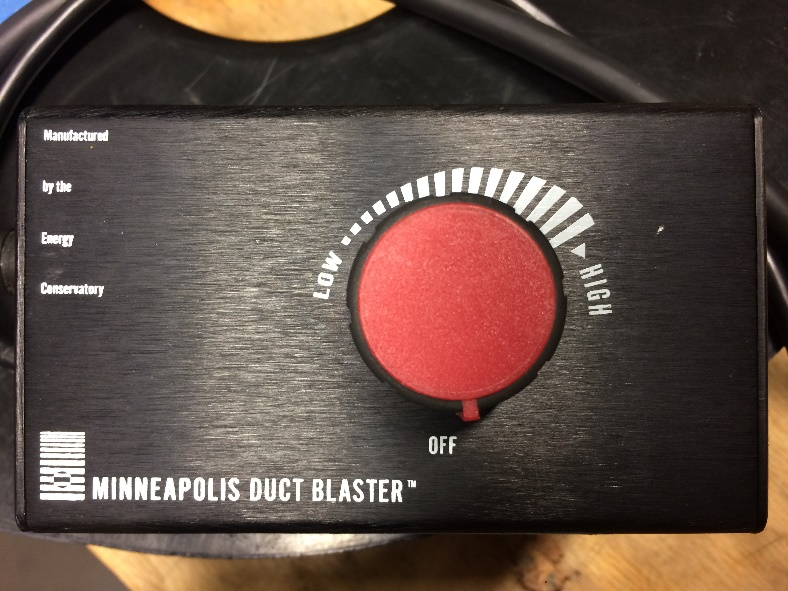 Manufactured
by the
Energy
Conservatory
LOW
HIGH
OFF
MINNEAPOLIS DUCT BLASTER™